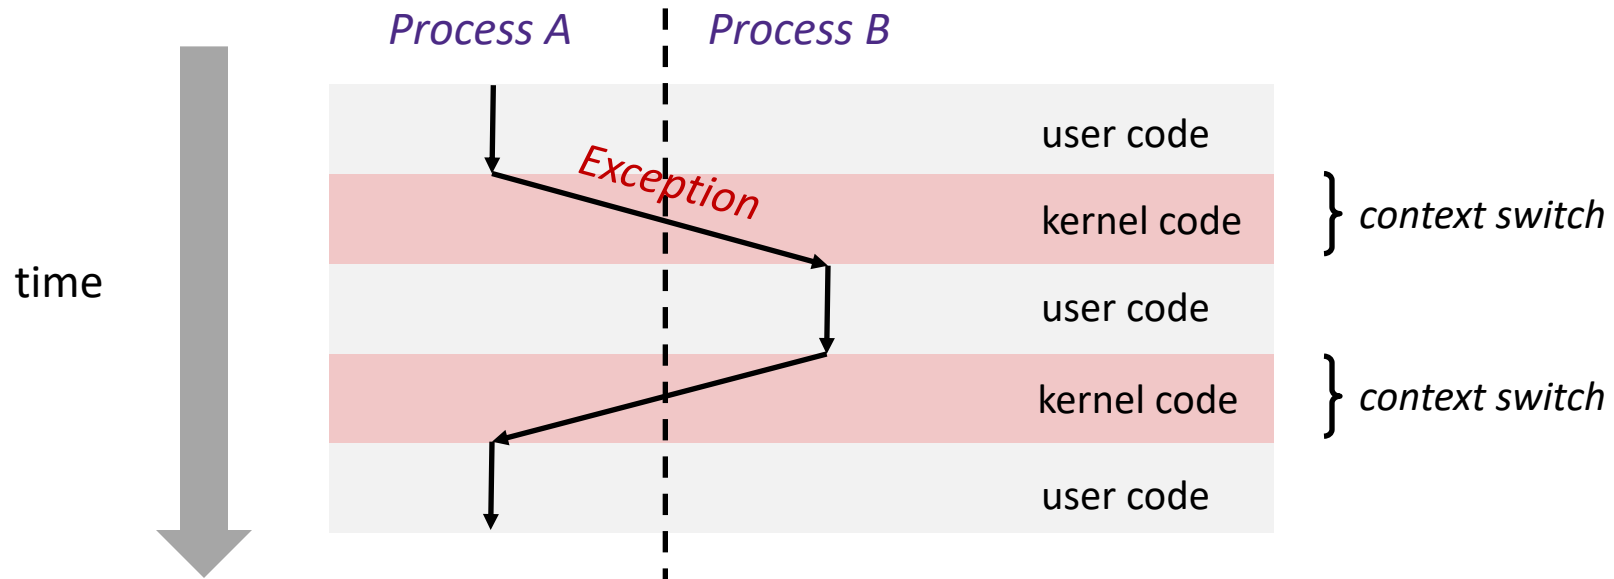 Process A
Process B
user code
Exception
kernel code
context switch
time
user code
kernel code
context switch
user code